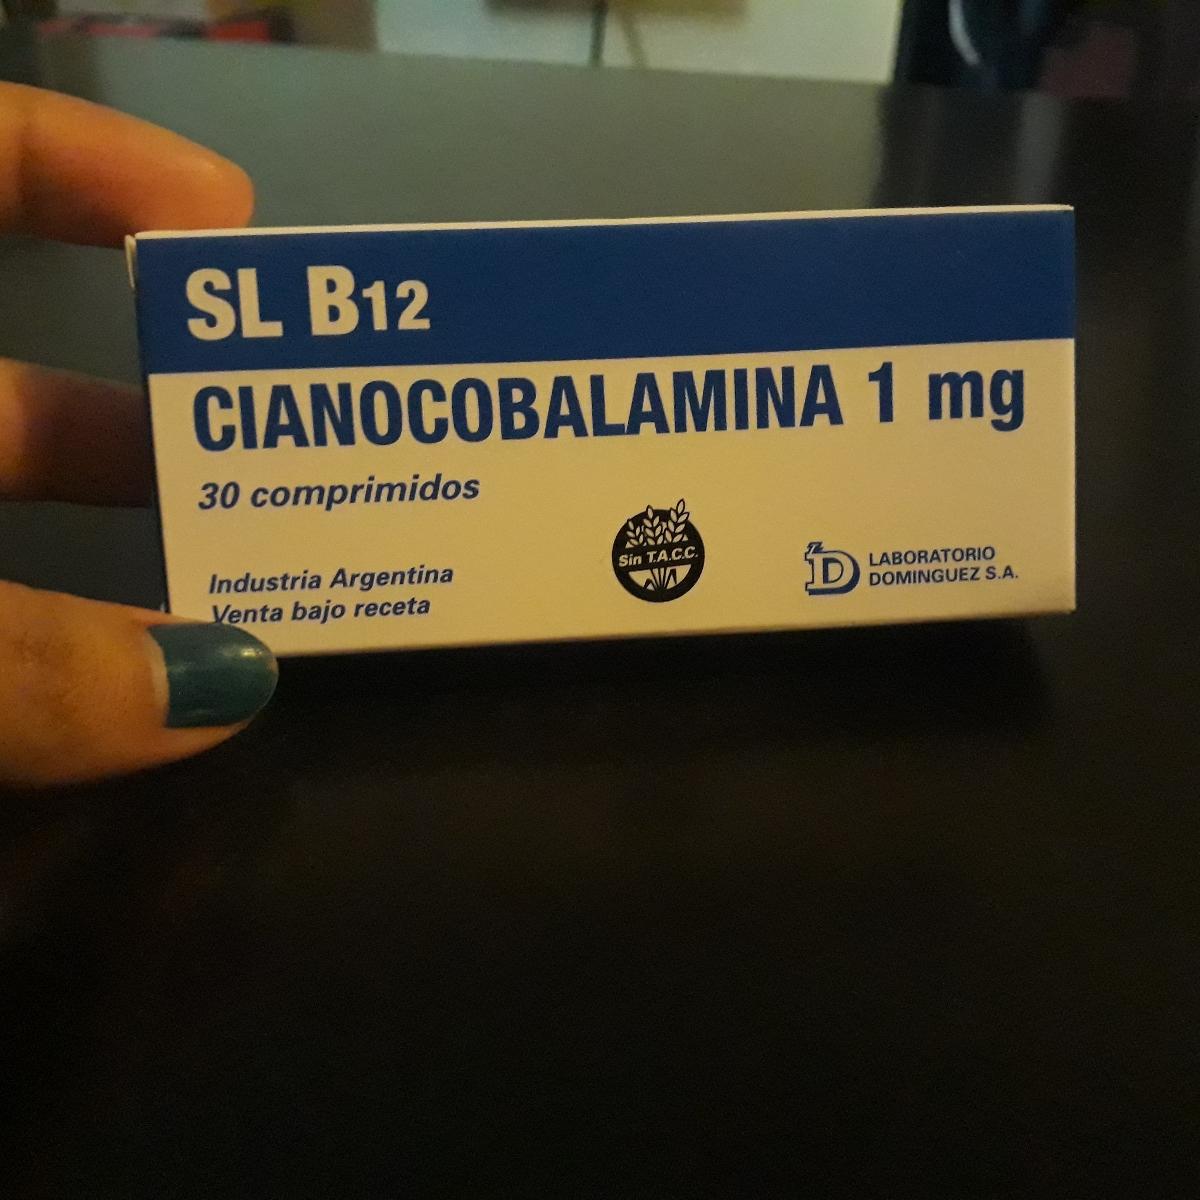 SL B12
CIANOCOBALAMINA 1 mg
30 comprimidos
Sin T.A.C.C.
Industria Argentina
Venta bajo receta
LABORATORIO
DOMINGUEZ S.A.